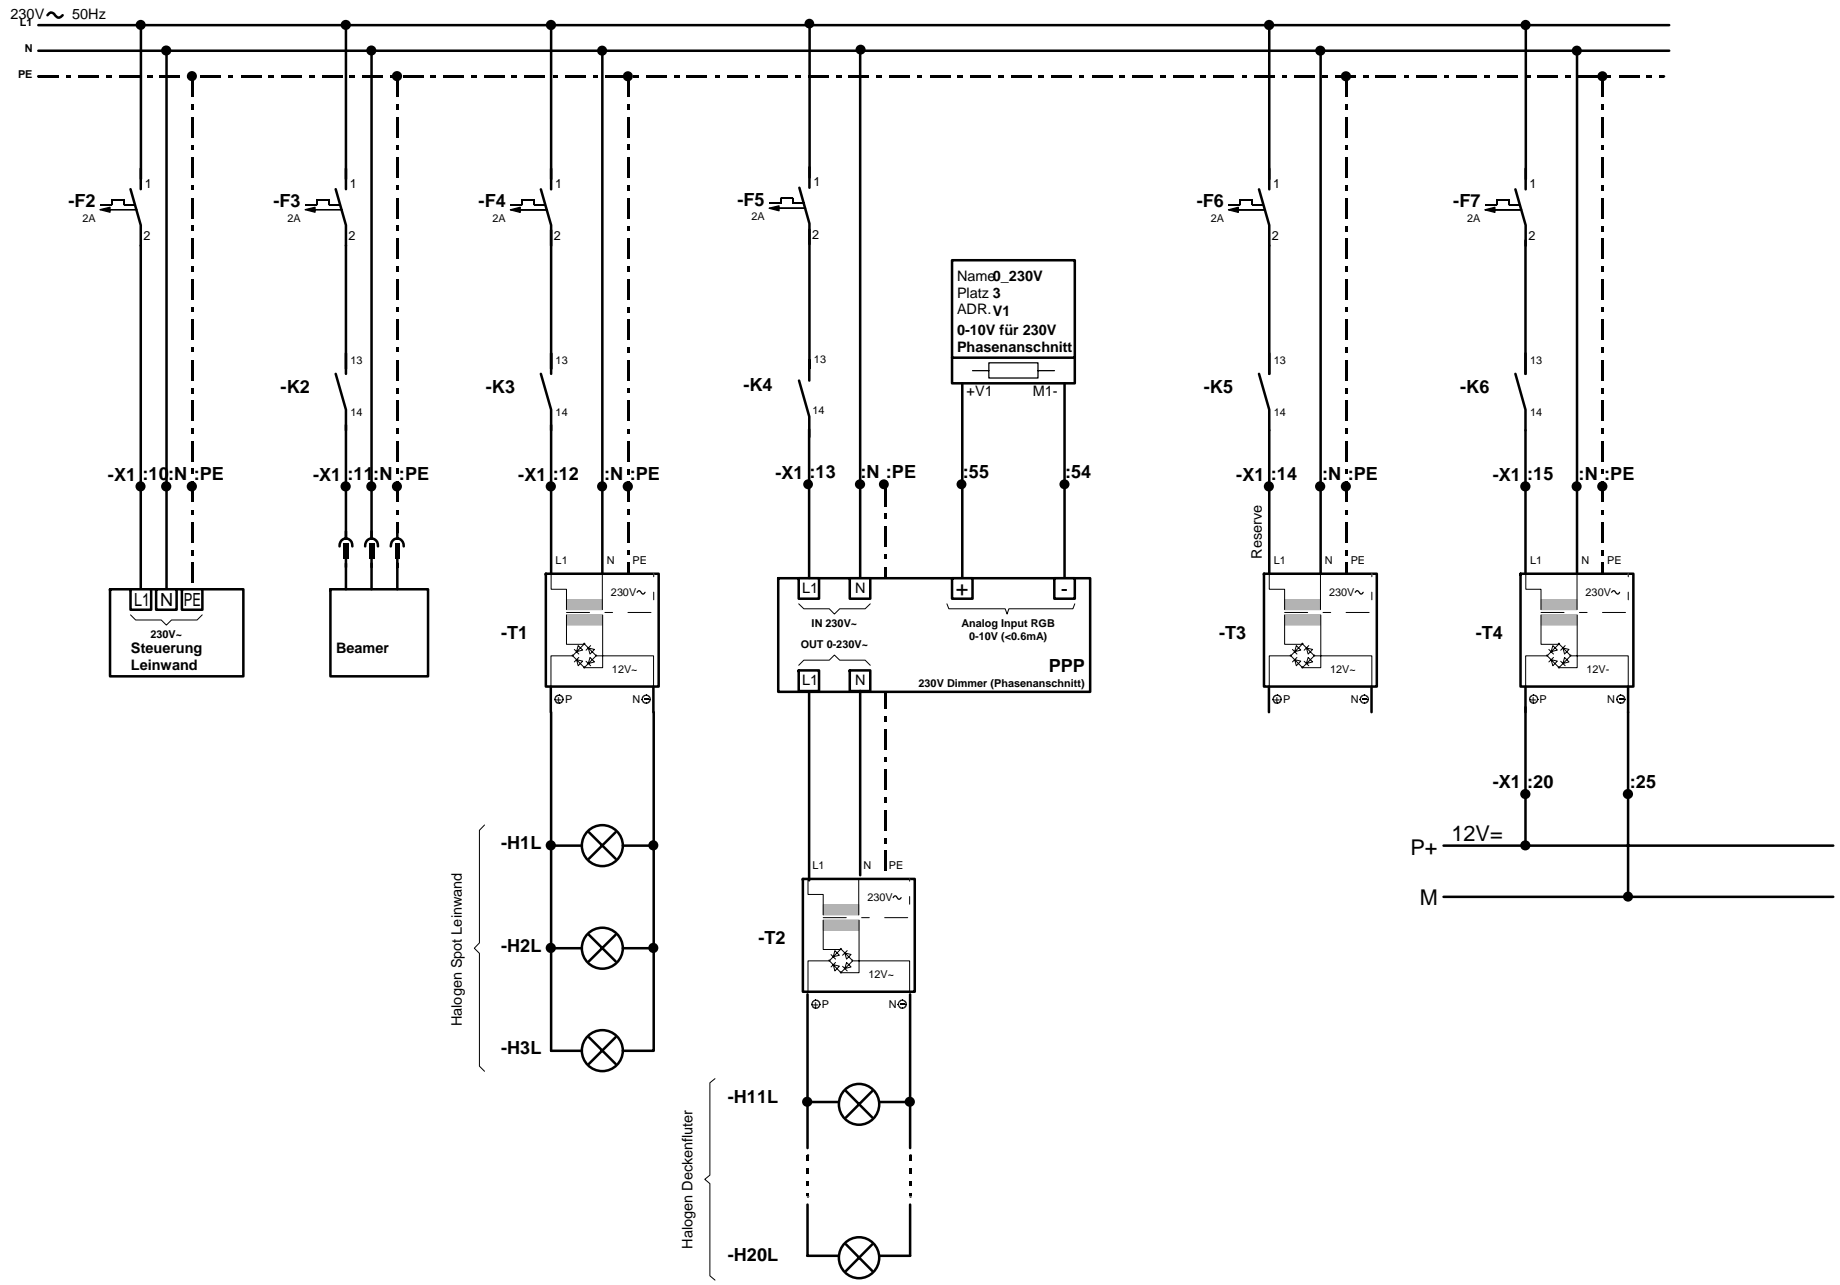 230V 50Hz
L1
N
PE
-F2
2A
1
2
-F3
2A
1
2
-F4
2A
1
2
-F5
2A
1
2
-F6
2A
1
2
-F7
2A
1
2
Name 0_230V
Platz 3
ADR. V1
0-10V für 230V
Phasenanschnitt
+V1 M1-
-K2
13
14
-K3
13
14
-K4
13
14
-K5
13
14
-K6
13
14
-X1 :10 :N :PE
-X1 :11 :N :PE
-X1 :12 :N :PE
-X1 :13 :N :PE
:55 :54
-X1 :14 :N :PE
-X1 :15 :N :PE
Reserve
L1 N PE
230V~
Steuerung
Leinwand
Beamer
L1 N PE
230V~
-T1
12V~
P N
L1 N + -
IN 230V~
OUT 0-230V~
Analog Input RGB
0-10V (<0.6mA)
PPP
L1 N
230V Dimmer (Phasenanschnitt)
L1 N PE
230V~
-T3
12V~
P N
L1 N PE
230V~
-T4
12V-
P N
-X1 :20 :25
12V=
P+
M
Halogen Spot Leinwand
-H1L
-H2L
-H3L
L1 N PE
230V~
-T2
12V~
P N
Halogen Deckenfluter
-H11L
-H20L